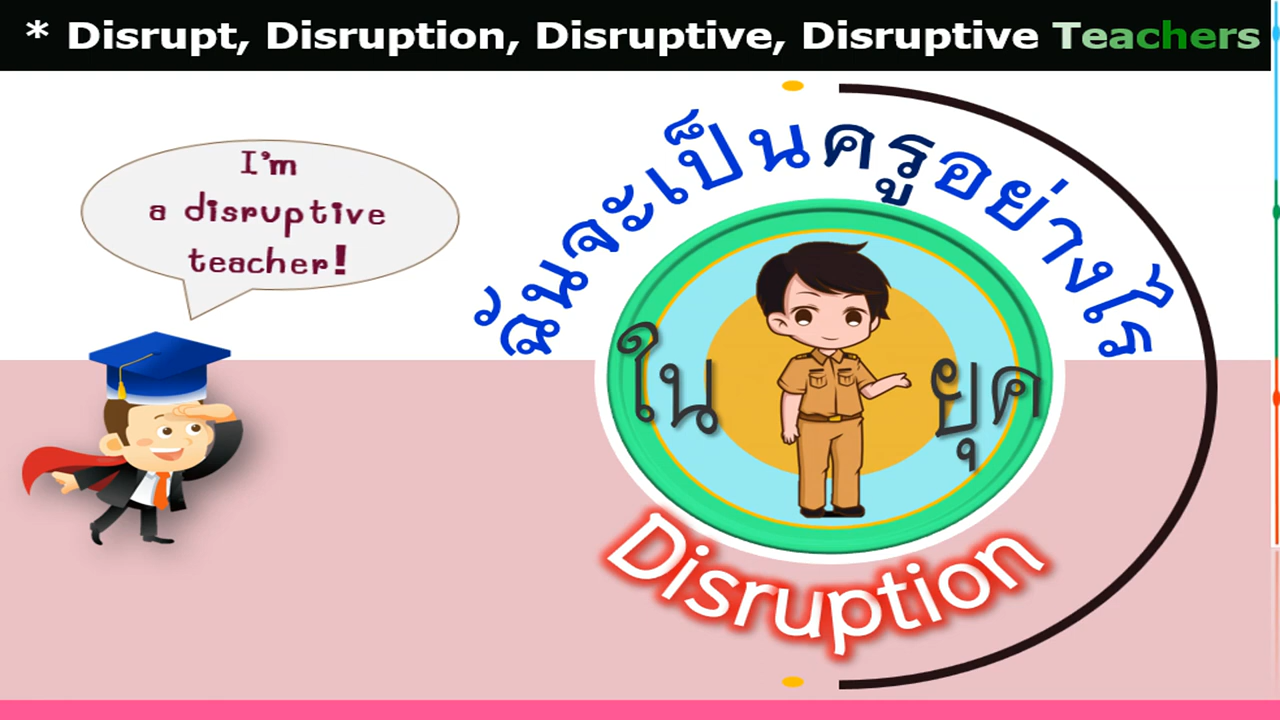 * Disrupt, Disruption, Disruptive, Disruptive Teachers
I'm
a disruptive
teacher!
ฉันจะเป็นครูอย่างไร
ใน ยุค
Disruption